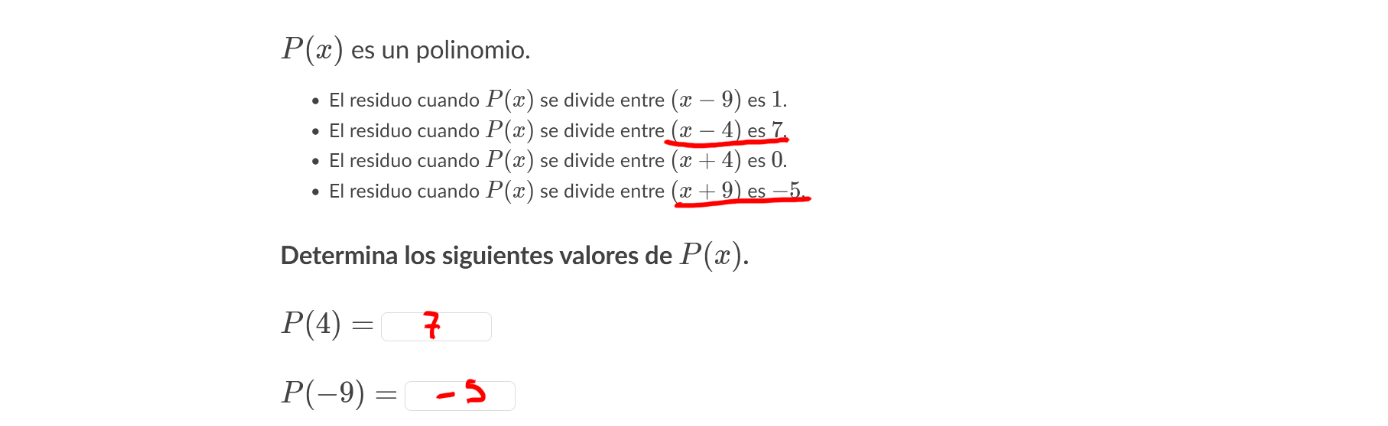 P(x) es un polinomio.
• El residuo cuando P(x) se divide entre (x − 9) es 1.
• El residuo cuando P(x) se divide entre (x − 4) es 7.
• El residuo cuando P(x) se divide entre (x + 4) es 0.
• El residuo cuando P(x) se divide entre (x + 9) es −5.
Determina los siguientes valores de P(x).
P(4) = 7
P(−9) = −5